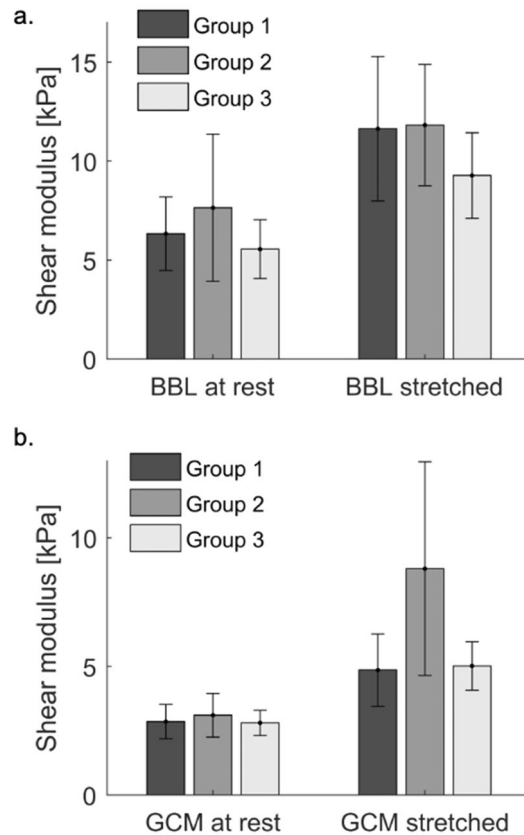 a.
Group 1
Group 2
Group 3
Shear modulus [kPa]
15
10
5
0
BBL at rest
BBL stretched
b.
Group 1
Group 2
Group 3
Shear modulus [kPa]
10
5
0
GCM at rest
GCM stretched